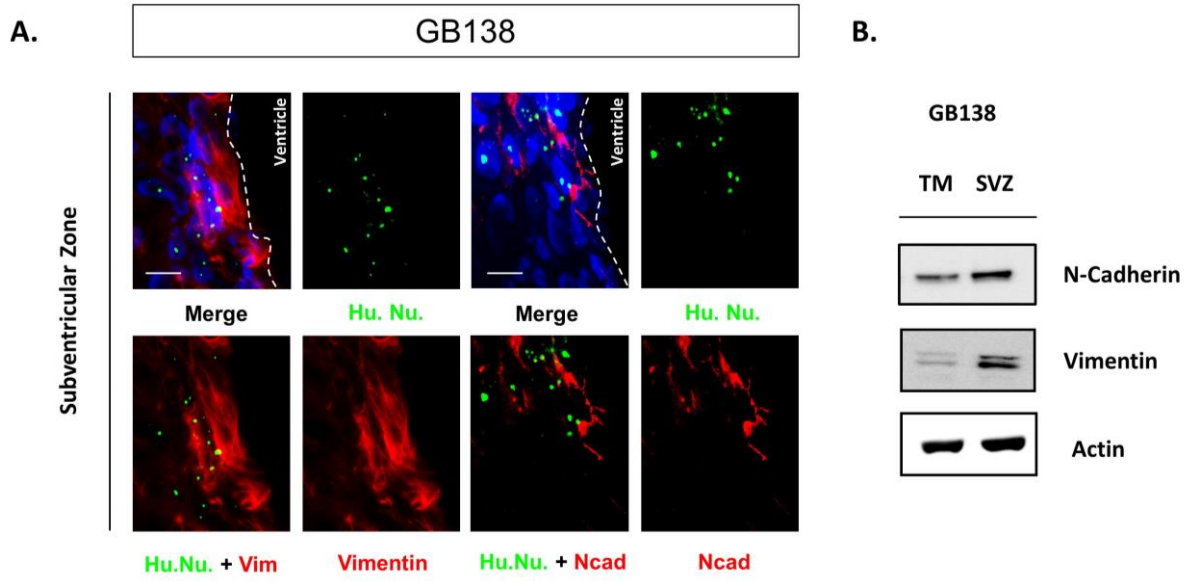 A.
GB138
B.
Subventricular Zone
Ventricle
Ventricle
Merge
Hu. Nu.
Merge
Hu. Nu.
Hu.Nu. + Vim
Vimentin
Hu.Nu. + Ncad
Ncad
GB138
TM SVZ
N-Cadherin
Vimentin
Actin